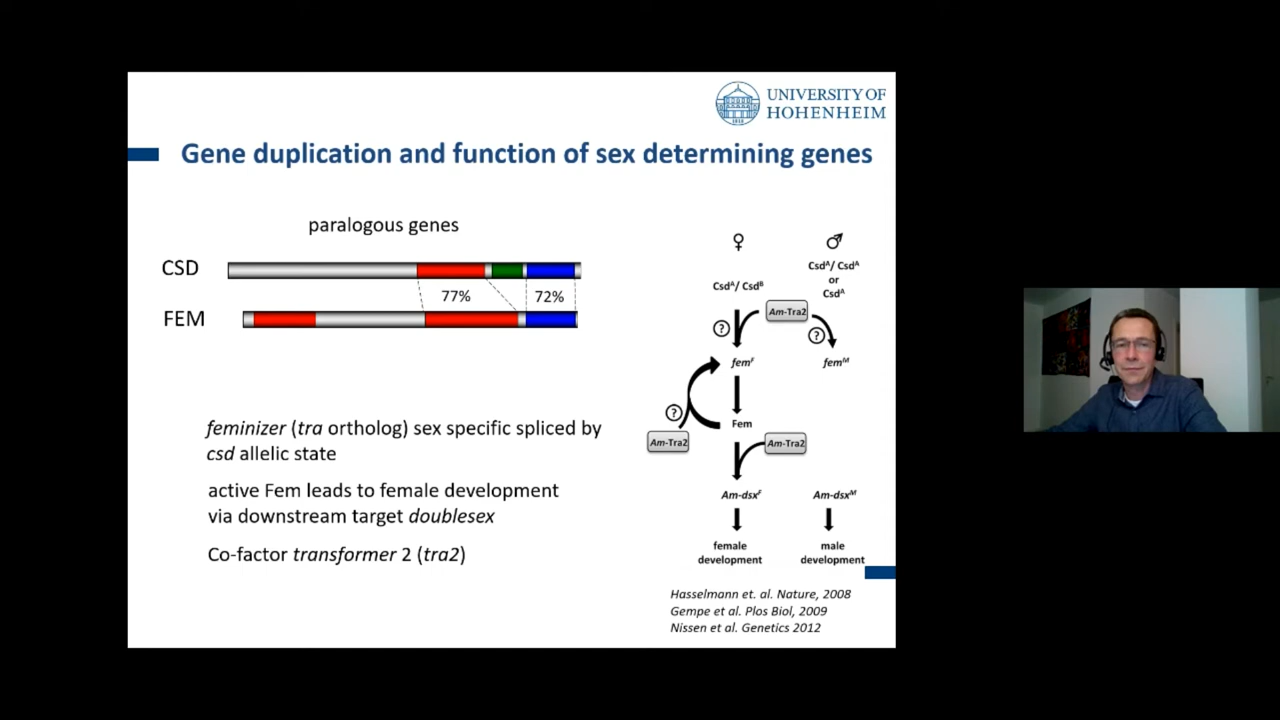 UNIVERSITY OF
HOHENHEIM
1818
Gene duplication and function of sex determining genes
paralogous genes
CSD
77%
72%
FEM
feminizer (tra ortholog) sex specific spliced by
csd allelic state
active Fem leads to female development
via downstream target doublesex
Co-factor transformer 2 (tra2)
♀
♂
Csdᴬ/ Csdᴮ
Csdᴬ/ Csdᴬ
or
Csdᴬ
Am-Tra2
?
?
femF
femM
?
Am-Tra2
Fem
Am-Tra2
Am-dsxF
Am-dsxM
female
development
male
development
Hasselmann et. al. Nature, 2008
Gempe et al. Plos Biol, 2009
Nissen et al. Genetics 2012